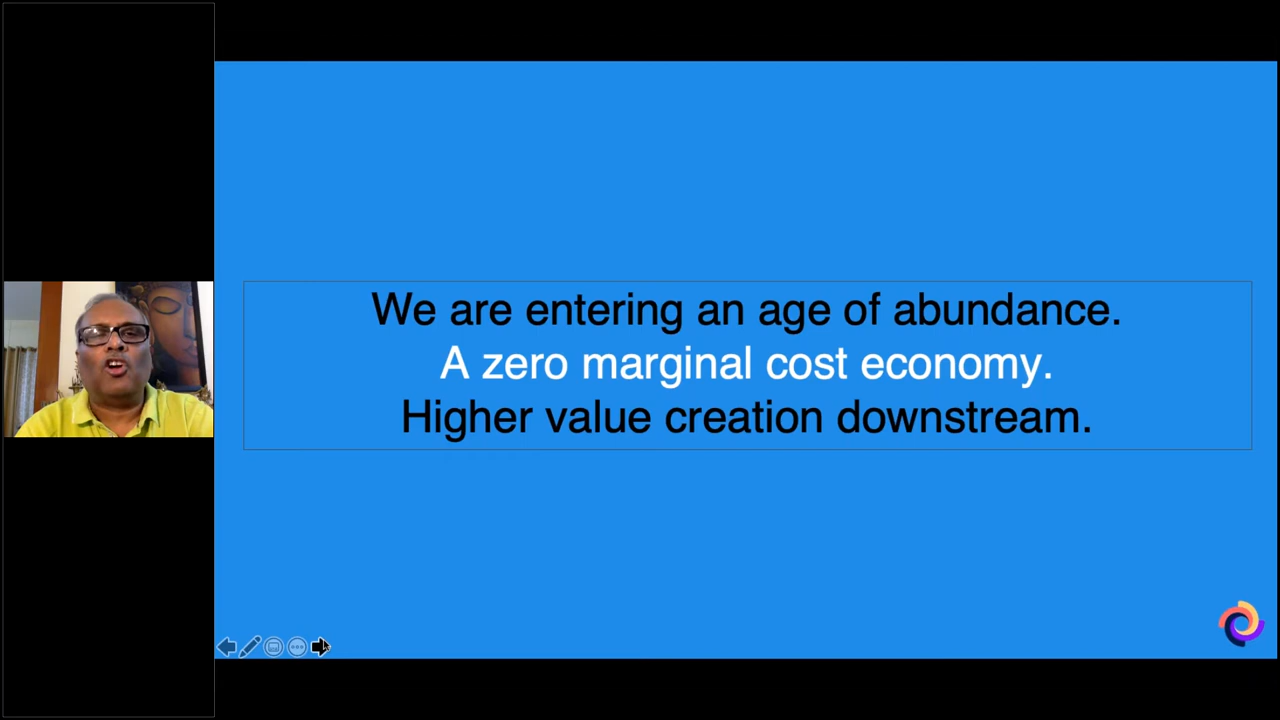 We are entering an age of abundance.
A zero marginal cost economy.
Higher value creation downstream.